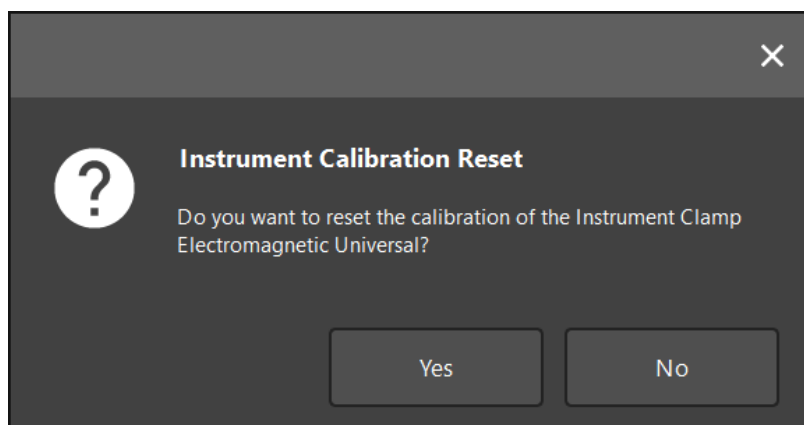 Instrument Calibration Reset
Do you want to reset the calibration of the Instrument Clamp
Electromagnetic Universal?
Yes
No